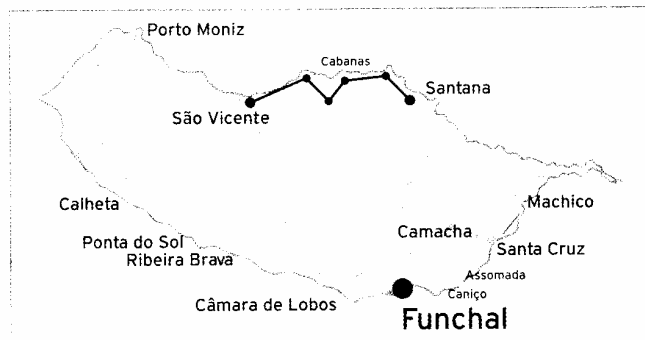 Porto Moniz
Cabanas
Santana
São Vicente
Calheta
Machico
Camacha
Ponta do Sol
Santa Cruz
Ribeira Brava
Assomada
Caniço
Câmara de Lobos
Funchal